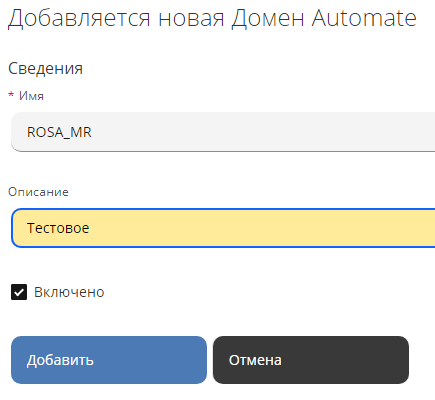 Добавляется новая Домен Automate
Сведения
* Имя
ROSA_MR
Описание
Тестовое
Включено
Добавить
Отмена